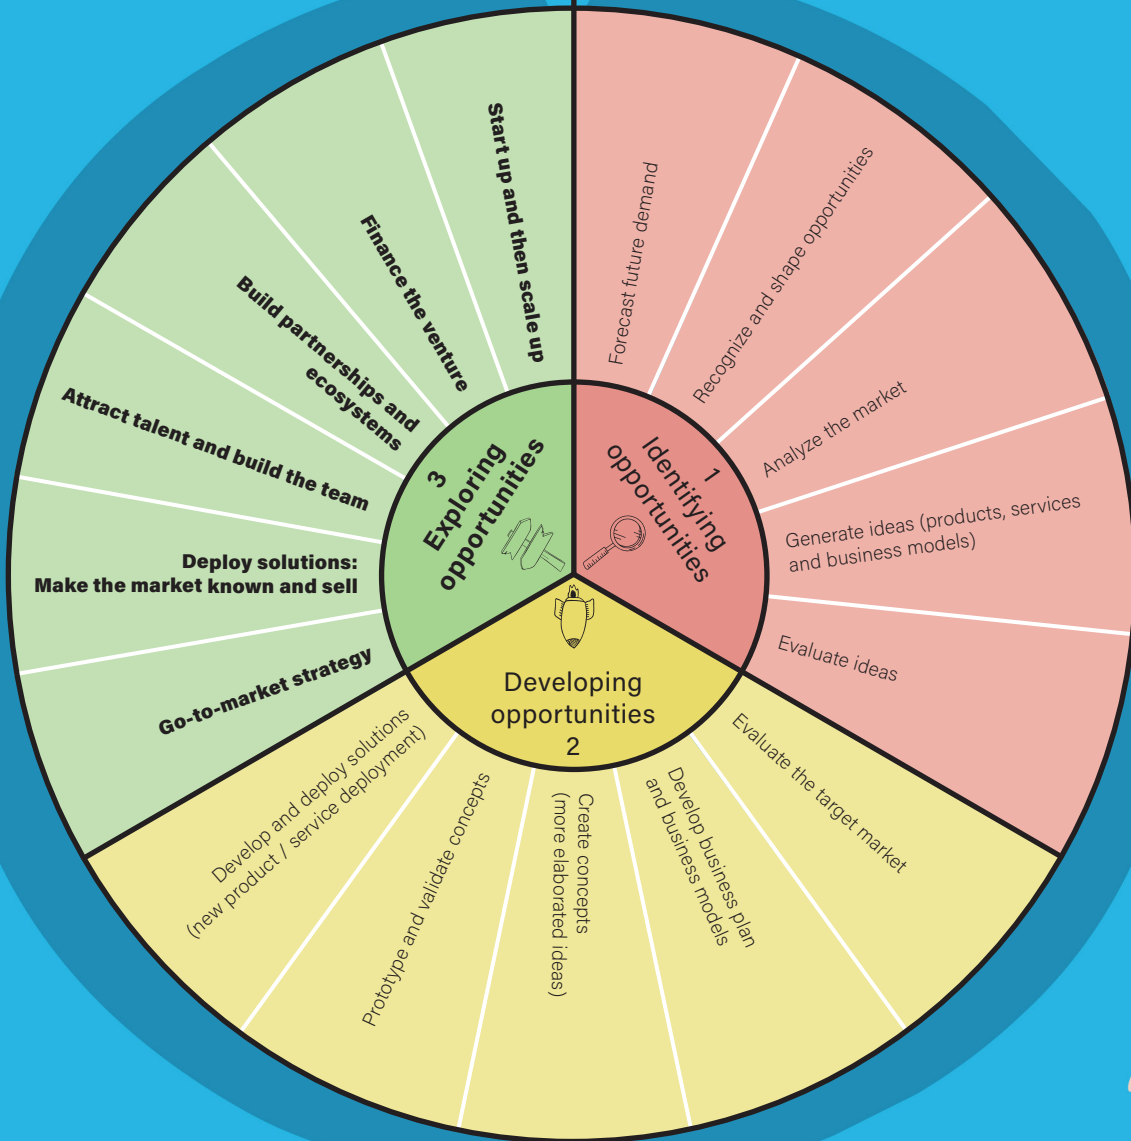 1
Identifying
opportunities
Forecast future demand
Recognize and shape opportunities
Analyze the market
Generate ideas (products, services
and business models)
Evaluate ideas
Developing
opportunities
2
Evaluate the target market
Develop business plan
and business models
Create concepts
(more elaborated ideas)
Prototype and validate concepts
Develop and deploy solutions
(new product / service deployment)
3
Exploring
opportunities
Go-to-market strategy
Deploy solutions:
Make the market known and sell
Attract talent and build the team
Build partnerships and
ecosystems
Finance the venture
Start up and then scale up